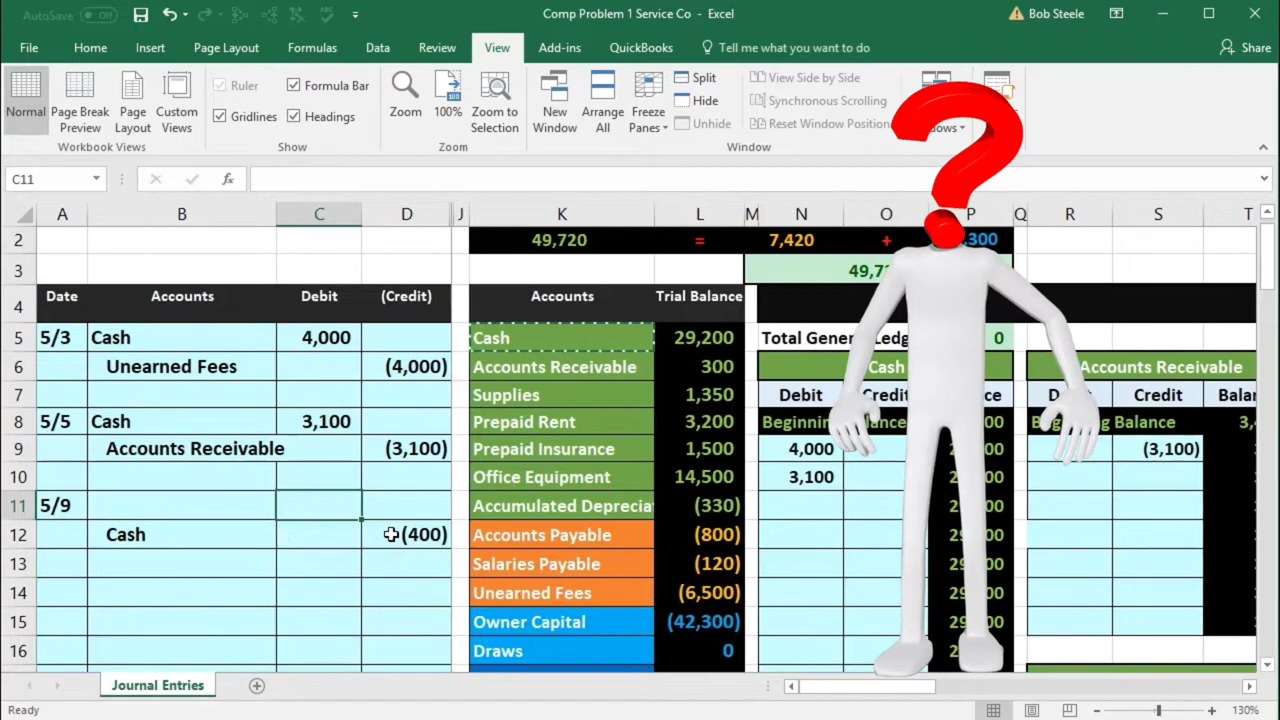 AutoSave Off
Comp Problem 1 Service Co - Excel
Bob Steele
File Home Insert Page Layout Formulas Data Review View Add-ins QuickBooks Tell me what you want to do Share
Normal
Page Break Preview
Page Layout
Custom Views
Workbook Views
Ruler
Formula Bar
Gridlines
Headings
Show
Zoom
100%
Zoom to Selection
Zoom
New Window
Arrange All
Freeze Panes
Split
Hide
Unhide
View Side by Side
Synchronous Scrolling
Reset Window Position
Window
C11
fx
A B C D J K L M N O P Q R S T
2 49,720 = 7,420 + 
3
4 Date Accounts Debit (Credit) Accounts Trial Balance
5 5/3 Cash 4,000 Cash 29,200 0
6 Unearned Fees (4,000) Accounts Receivable 300 Cash Accounts Receivable
7 Supplies 1,350 Debit Credit
8 5/5 Cash 3,100 Prepaid Rent 3,200 Balance
9 Accounts Receivable (3,100) Prepaid Insurance 1,500 4,000 (3,100)
10 Office Equipment 14,500 3,100
11 5/9 (330)
12 Cash (400) Accounts Payable (800)
13 Salaries Payable (120)
14 Unearned Fees (6,500)
15 Owner Capital (42,300)
16 Draws 0
Journal Entries
Ready
130%